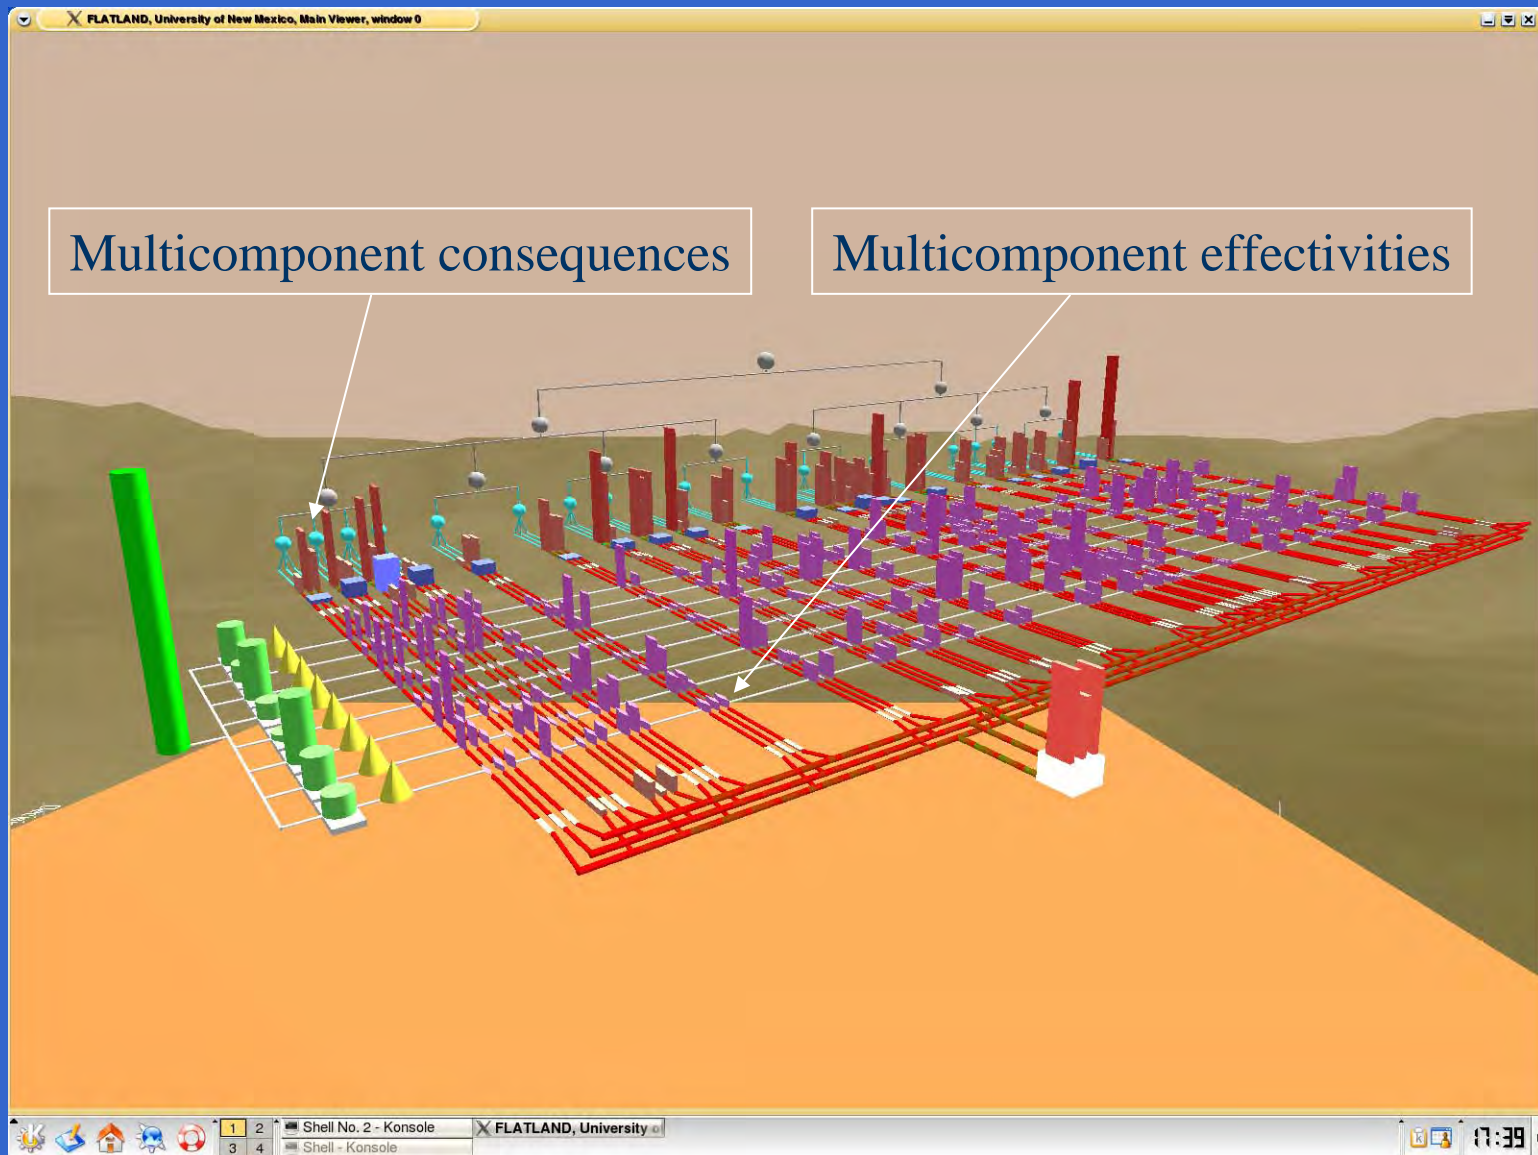 FLATLAND, University of New Mexico, Main Viewer, window 0
Multicomponent consequences
Multicomponent effectivities
1 2
3 4
Shell No. 2 - Konsole
Shell - Konsole
FLATLAND, University o
17:39